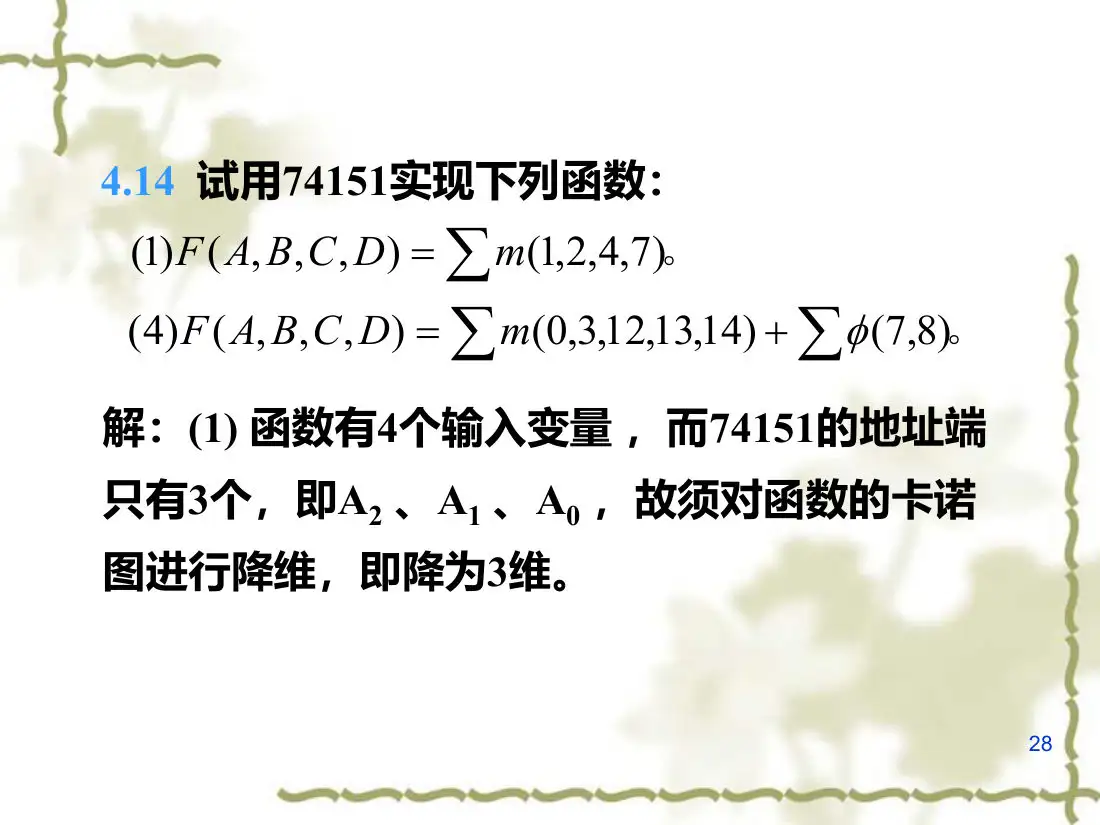 4.14 试用74151实现下列函数：
(1)F(A,B,C,D)=∑m(1,2,4,7)。
(4)F(A,B,C,D)=∑m(0,3,12,13,14)+∑ϕ(7,8)。
解：(1) 函数有4个输入变量 ，而74151的地址端
只有3个，即A₂ 、A₁ 、A₀ ，故须对函数的卡诺
图进行降维，即降为3维。
28